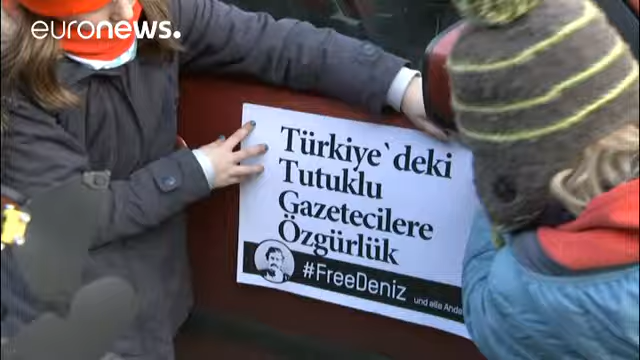 euronews.
Türkiye`deki
Tutuklu
Gazetecilere
Özgürlük
#FreeDeniz und alle Ande